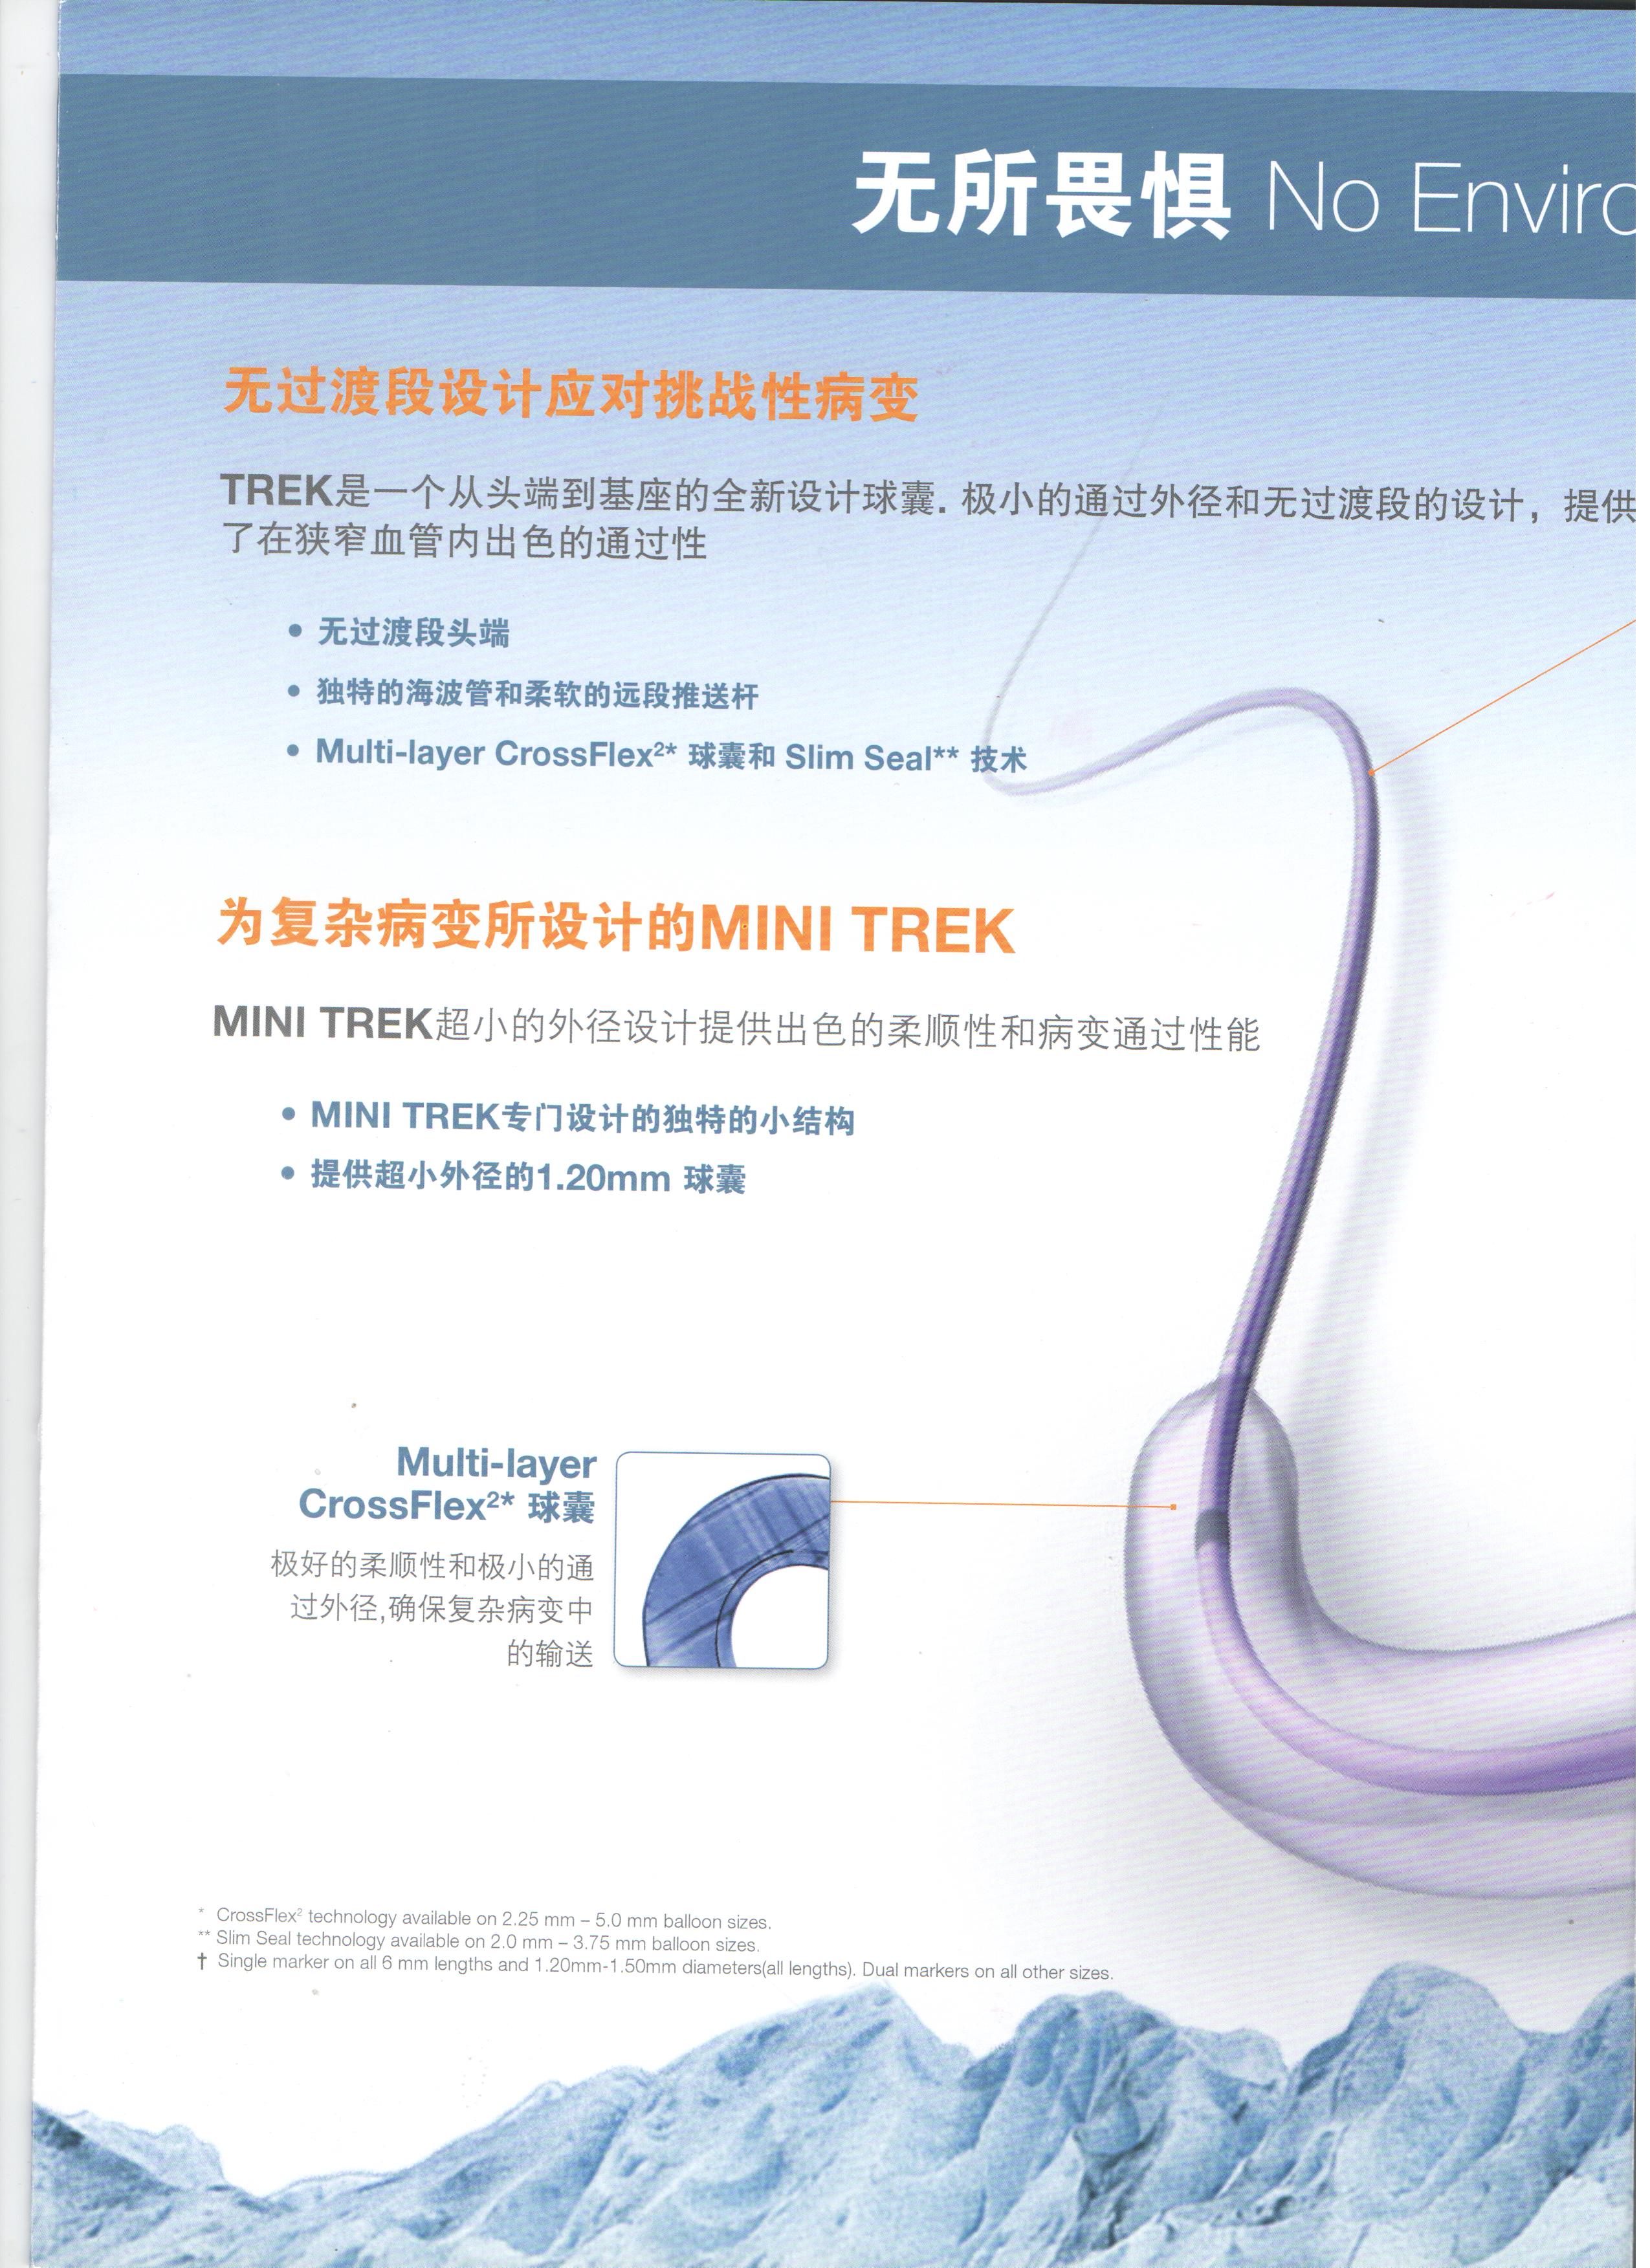 无所畏惧 No Enviro
无过渡段设计应对挑战性病变
TREK是一个从头端到基座的全新设计球囊. 极小的通过外径和无过渡段的设计，提供
了在狭窄血管内出色的通过性
• 无过渡段头端
• 独特的海波管和柔软的远段推送杆
• Multi-layer CrossFlex²* 球囊和 Slim Seal** 技术
为复杂病变所设计的MINI TREK
MINI TREK超小的外径设计提供出色的柔顺性和病变通过性能
• MINI TREK专门设计的独特的小结构
• 提供超小外径的1.20mm 球囊
Multi-layer
CrossFlex²* 球囊
极好的柔顺性和极小的通
过外径,确保复杂病变中
的输送
* CrossFlex² technology available on 2.25 mm – 5.0 mm balloon sizes.
** Slim Seal technology available on 2.0 mm – 3.75 mm balloon sizes.
† Single marker on all 6 mm lengths and 1.20mm-1.50mm diameters(all lengths). Dual markers on all other sizes.